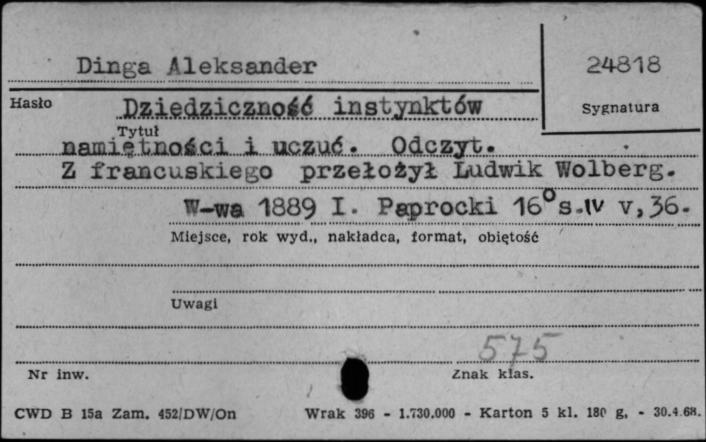 Dinga Aleksander
24818
Sygnatura
Hasło
Dziedziczność instynktów
Tytuł
namiętności i uczuć. Odczyt.
Z francuskiego przełożył Ludwik Wolberg.
W-wa 1889 I. Paprocki 16° s.IV v,36.
Miejsce, rok wyd., nakładca, format, objętość
Uwagi
575
Nr inw.
Znak klas.
CWD B 15a Zam. 452/DW/On Wrak 396 - 1.730.000 - Karton 5 kl. 180 g. - 30.4.68.